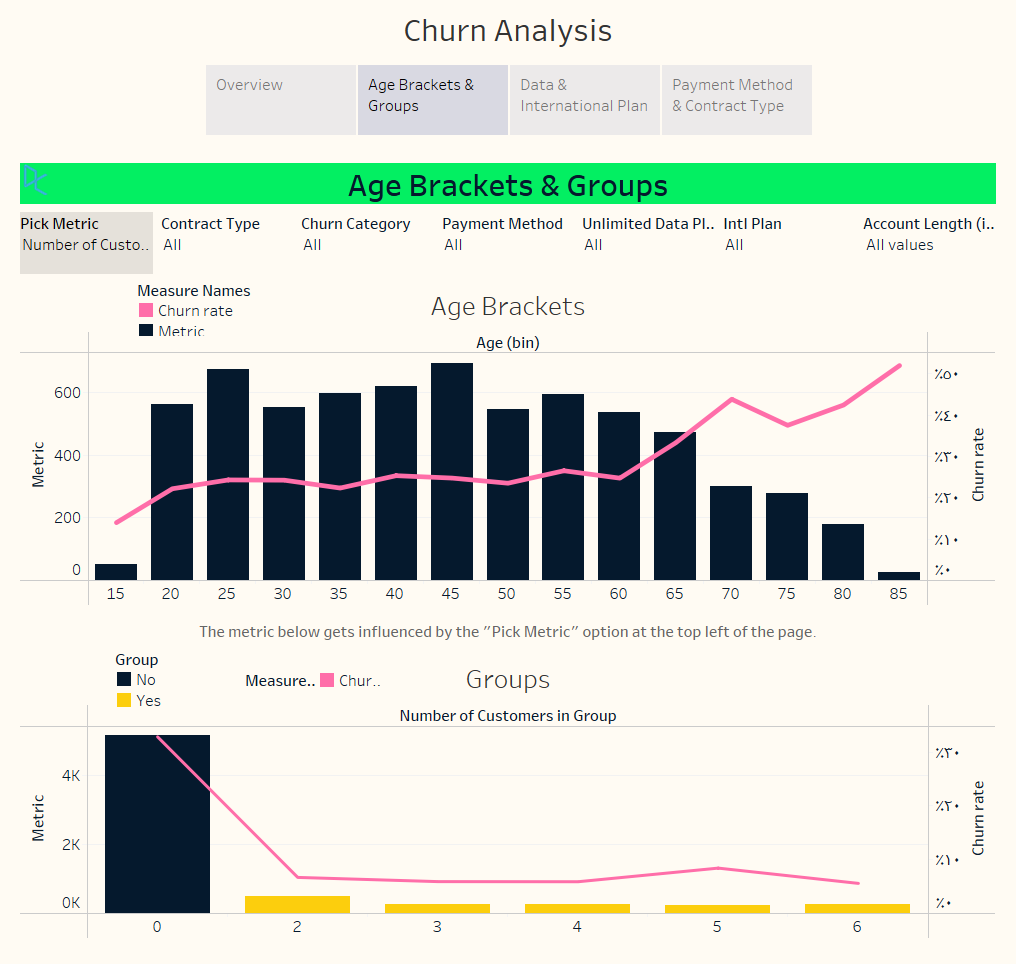 Churn Analysis
Overview
Age Brackets &
Groups
Data &
International Plan
Payment Method
& Contract Type
Age Brackets & Groups
Pick Metric
Number of Custo..
Contract Type
All
Churn Category
All
Payment Method
All
Unlimited Data Pl..
All
Intl Plan
All
Account Length (i..
All values
Measure Names
Churn rate
Metric
Age Brackets
Age (bin)
Metric
600
400
200
0
٪٥٠
٪٤٠
٪٣٠
٪٢٠
٪١٠
٪٠
Churn rate
15 20 25 30 35 40 45 50 55 60 65 70 75 80 85
The metric below gets influenced by the "Pick Metric" option at the top left of the page.
Group
No
Yes
Measure.. Chur..
Groups
Number of Customers in Group
Metric
4K
2K
0K
٪٣٠
٪٢٠
٪١٠
٪٠
Churn rate
0 2 3 4 5 6